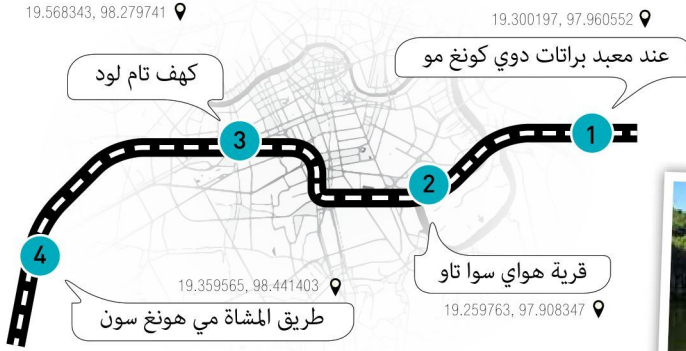 19.300197, 97.960552
عند معبد براتات دوي كونغ مو
1
2
قرية هواي سوا تاو
19.259763, 97.908347
19.568343, 98.279741
كهف تام لود
3
4
19.359565, 98.441403
طريق المشاة مي هونغ سون